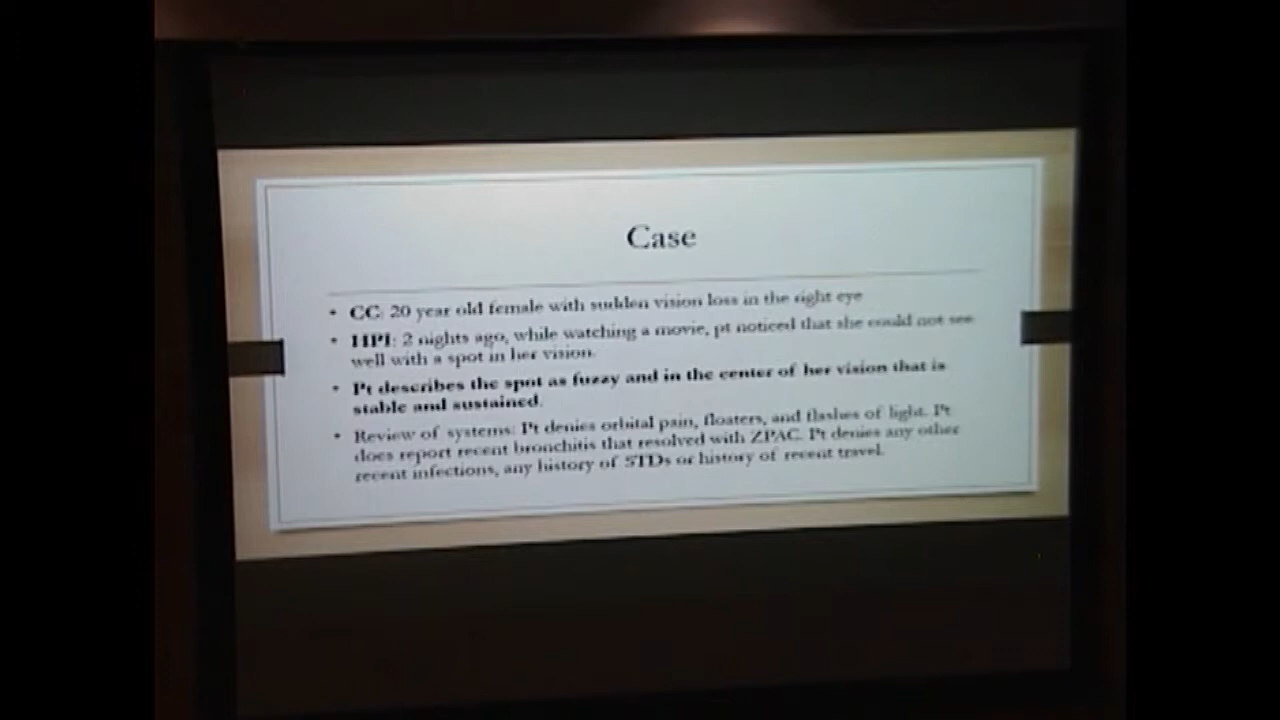 Case
• CC: 20 year old female with sudden vision loss in the right eye
• HPI: 2 nights ago, while watching a movie, pt noticed that she could not see
well with a spot in her vision.
• Pt describes the spot as fuzzy and in the center of her vision that is
stable and sustained.
• Review of systems: Pt denies orbital pain, floaters, and flashes of light. Pt
does report recent bronchitis that resolved with ZPAC. Pt denies any other
recent infections, any history of STDs or history of recent travel.